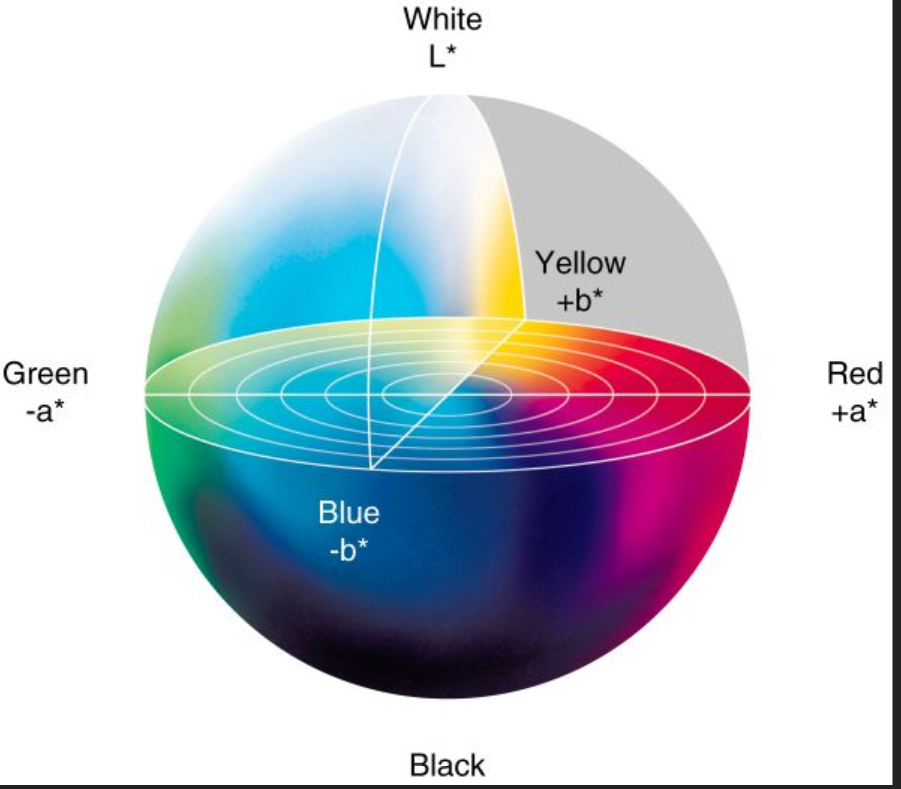 White
L*
Yellow
+b*
Green
-a*
Red
+a*
Blue
-b*
Black